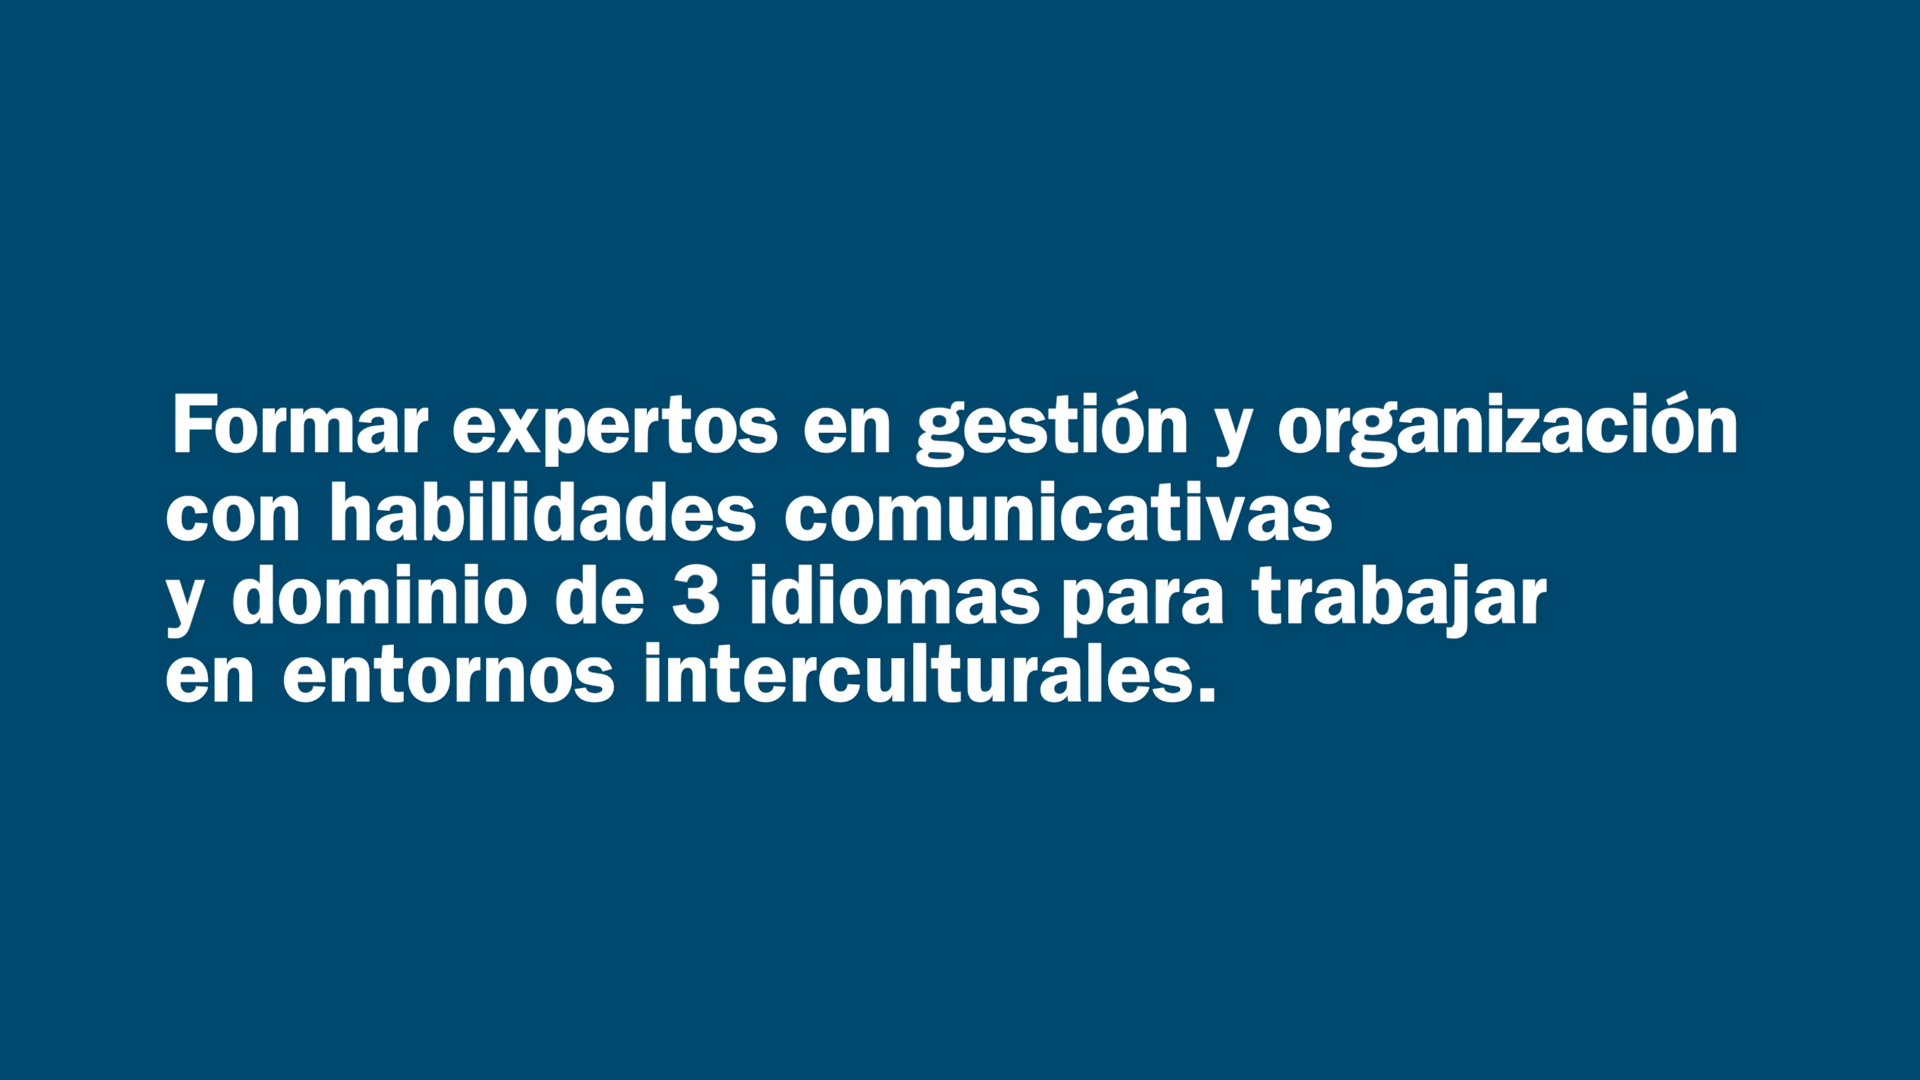 Formar expertos en gestión y organización
con habilidades comunicativas
y dominio de 3 idiomas para trabajar
en entornos interculturales.